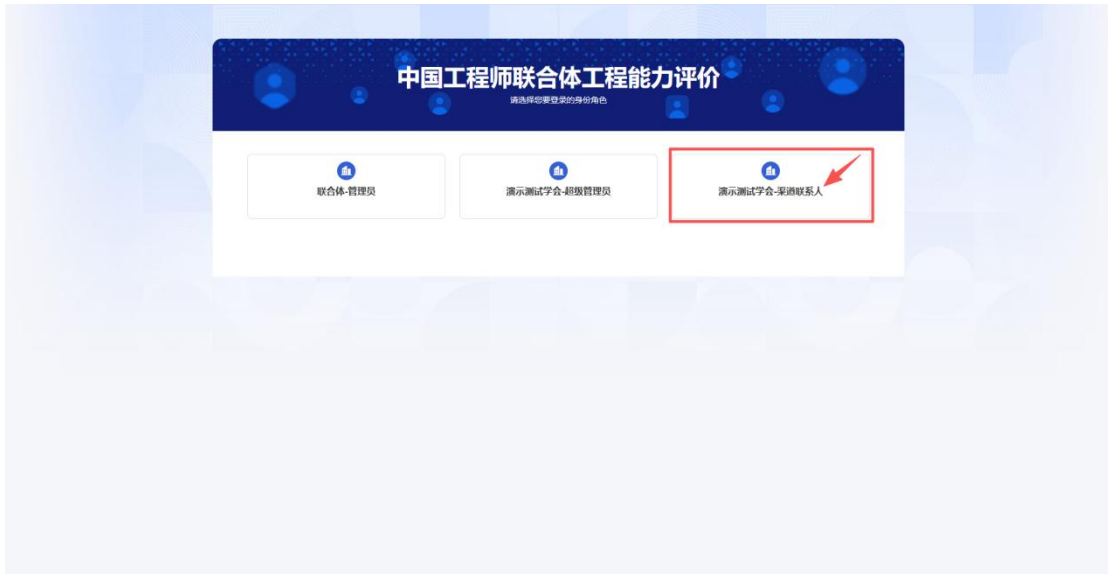 中国工程师联合体工程能力评价
请选择您要登录的身份角色
联合体-管理员
演示测试学会-超级管理员
演示测试学会-渠道联系人